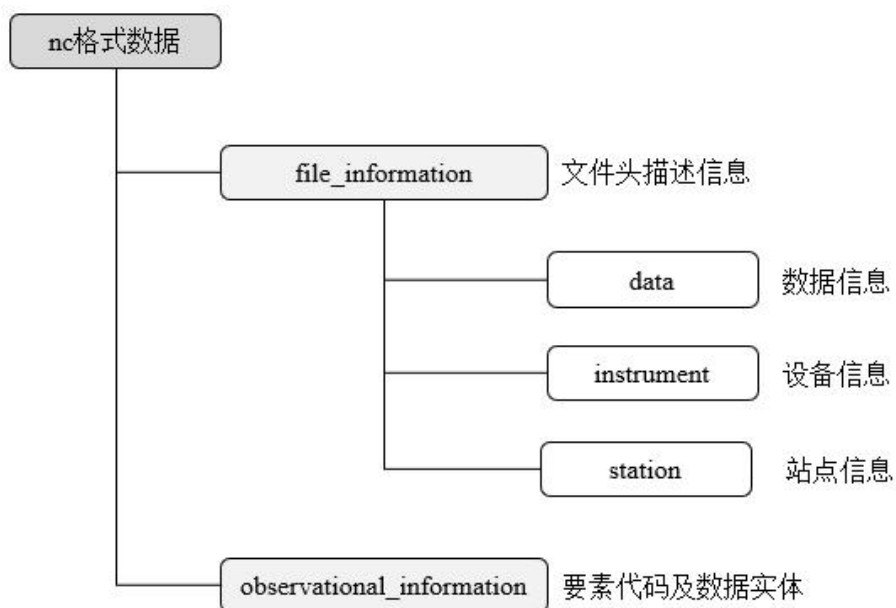 nc格式数据
file_information 文件头描述信息
data 数据信息
instrument 设备信息
station 站点信息
observational_information 要素代码及数据实体